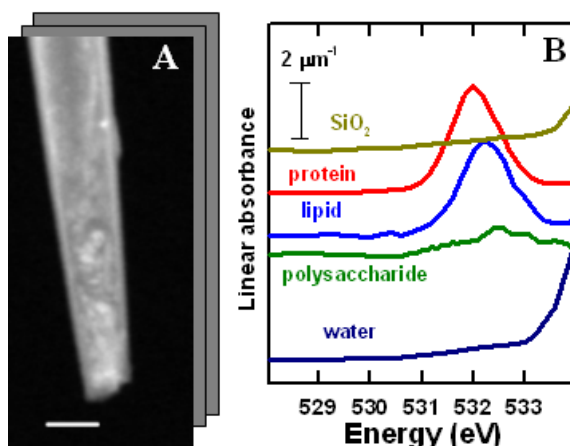 A
B
2 µm⁻¹
SiO₂
protein
lipid
polysaccharide
water
Linear absorbance
529 530 531 532 533
Energy (eV)